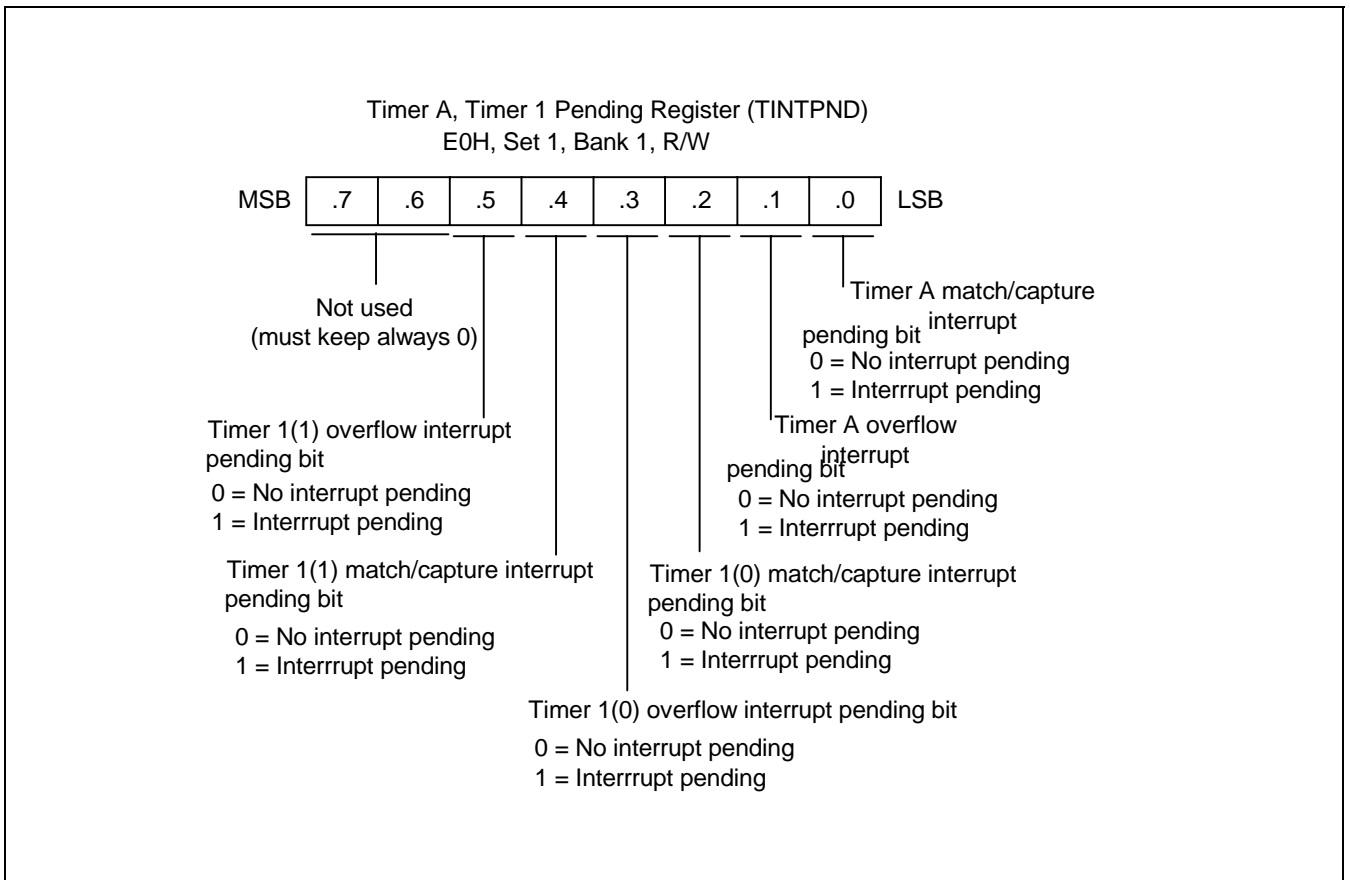 Timer A, Timer 1 Pending Register (TINTPND)
E0H, Set 1, Bank 1, R/W
MSB .7 .6 .5 .4 .3 .2 .1 .0 LSB
Not used
(must keep always 0)
Timer A match/capture
interrupt
pending bit
0 = No interrupt pending
1 = Interrrupt pending
Timer A overflow
interrupt
pending bit
0 = No interrupt pending
1 = Interrrupt pending
Timer 1(1) overflow interrupt
pending bit
0 = No interrupt pending
1 = Interrrupt pending
Timer 1(1) match/capture interrupt
pending bit
0 = No interrupt pending
1 = Interrrupt pending
Timer 1(0) match/capture interrupt
pending bit
0 = No interrupt pending
1 = Interrrupt pending
Timer 1(0) overflow interrupt pending bit
0 = No interrupt pending
1 = Interrrupt pending